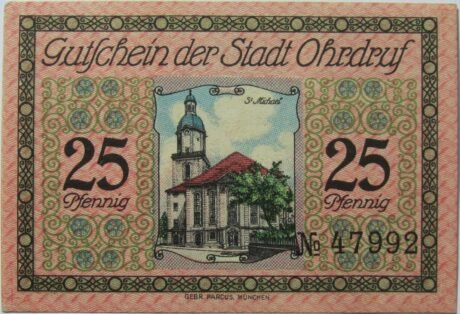 Gutschein der Stadt Ohrdruf
St Michael
25 Pfennig
25 Pfennig
№ 47992
GEBR. PARCUS, MÜNCHEN.